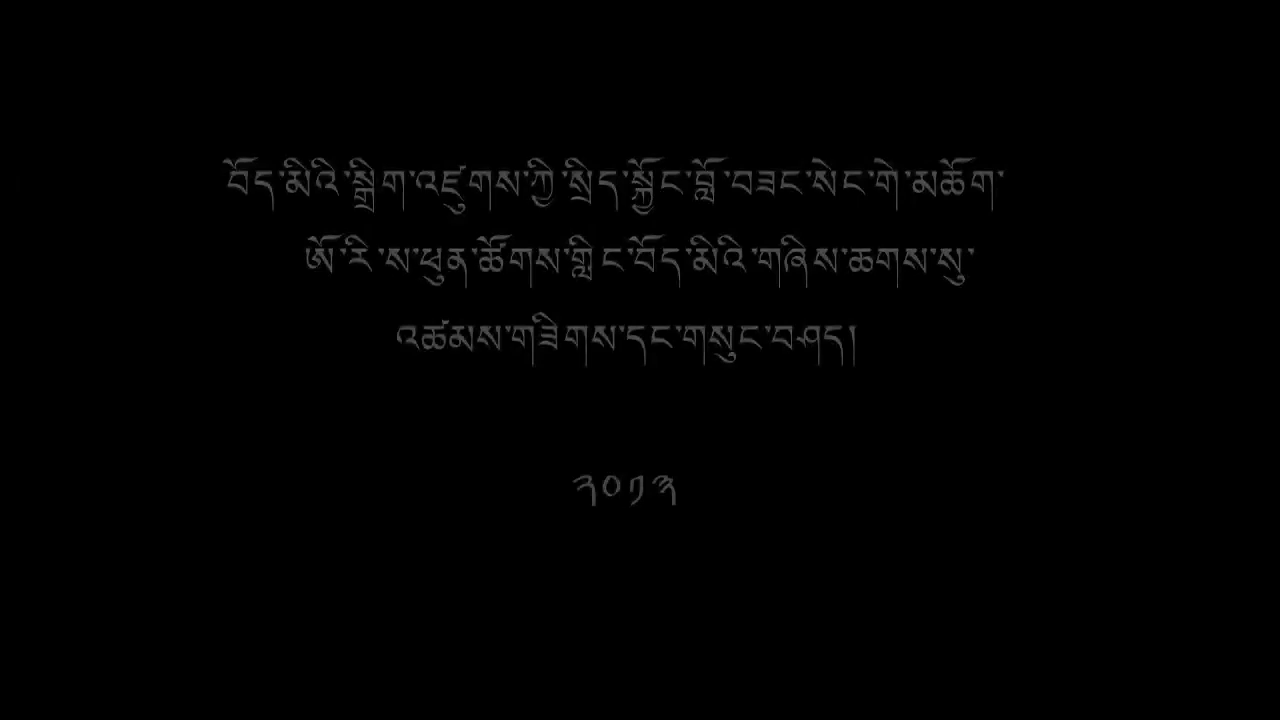 བོད་མིའི་སྒྲིག་འཛུགས་ཀྱི་སྲིད་སྐྱོང་བློ་བཟང་སེང་གེ་མཆོག་
ཨོ་རི་ས་ཕུན་ཚོགས་གླིང་བོད་མིའི་གཞིས་ཆགས་སུ་
འཚམས་གཟིགས་དང་གསུང་བཤད།
༢༠༡༣